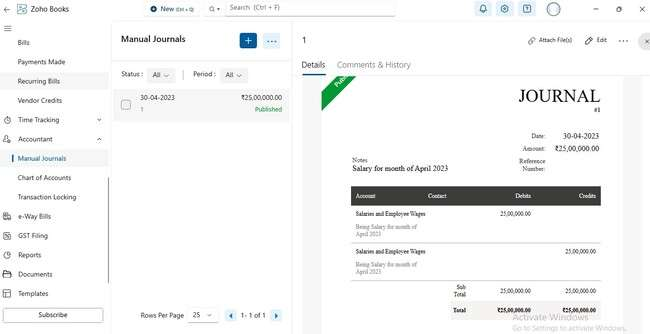 Zoho Books
New (Ctrl + G)
Search (Ctrl + F)
Bills
Payments Made
Recurring Bills
Vendor Credits
Time Tracking
Accountant
Manual Journals
Chart of Accounts
Transaction Locking
e-Way Bills
GST Filing
Reports
Documents
Templates
Subscribe
Manual Journals
Status : All
Period : All
30-04-2023 ₹25,00,000.00
1 Published
Rows Per Page 25 1- 1 of 1
1
Attach File(s) Edit
Details Comments & History
JOURNAL
#1
Date: 30-04-2023
Amount: ₹25,00,000.00
Reference
Number:
Notes
Salary for month of April 2023
Account Contact Debits Credits
Salaries and Employee Wages 25,00,000.00
Being Salary for month of
April 2023
Salaries and Employee Wages 25,00,000.00
Being Salary for month of
April 2023
Sub
Total 25,00,000.00 25,00,000.00
Total ₹25,00,000.00 ₹25,00,000.00
Activate Windows
Go to Settings to activate Windows.